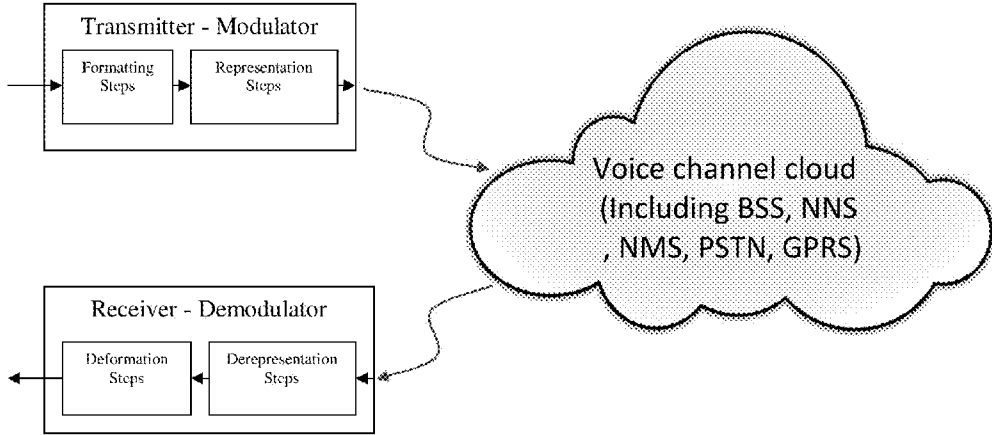 Transmitter - Modulator
Formatting
Steps
Representation
Steps
Voice channel cloud
(Including BSS, NNS
, NMS, PSTN, GPRS)
Receiver - Demodulator
Deformation
Steps
Derepresentation
Steps